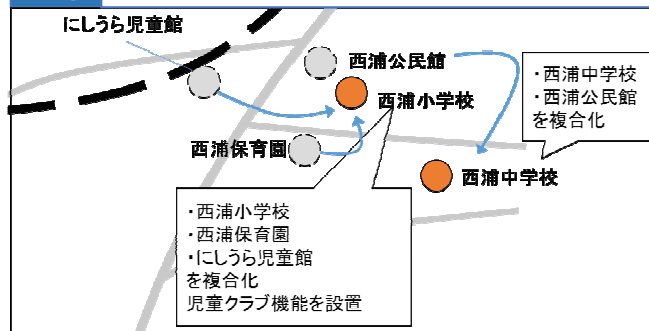 にしうら児童館
西浦公民館
西浦小学校
西浦保育園
西浦中学校
・西浦中学校
・西浦公民館
を複合化
・西浦小学校
・西浦保育園
・にしうら児童館
を複合化
児童クラブ機能を設置